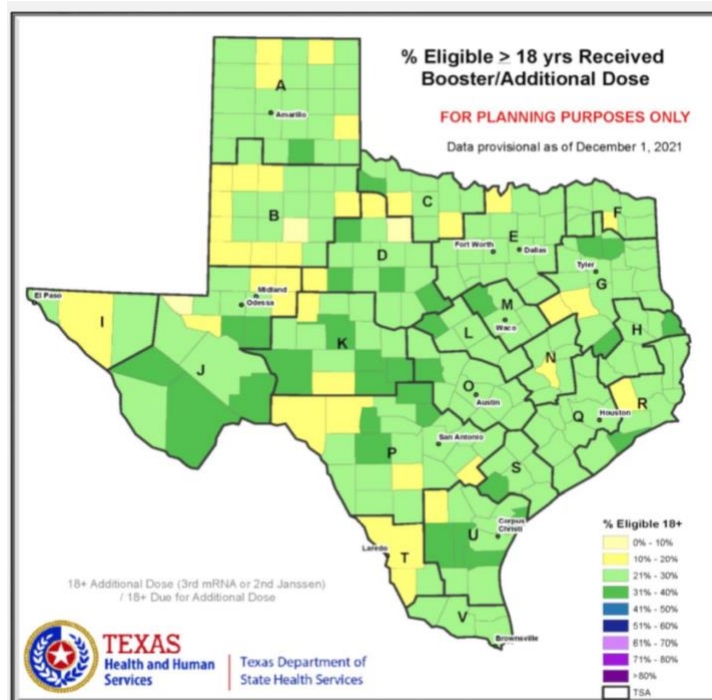 % Eligible ≥ 18 yrs Received
Booster/Additional Dose
FOR PLANNING PURPOSES ONLY
Data provisional as of December 1, 2021
A
Amarillo
B
C
D
E
Fort Worth
Dallas
F
Tyler
G
H
El Paso
I
Midland
Odessa
J
K
L
M
Waco
N
O
Austin
P
San Antonio
Q
Houston
R
S
Corpus
Christi
U
Laredo
T
V
Brownsville
% Eligible 18+
0% - 10%
10% - 20%
21% - 30%
31% - 40%
41% - 50%
51% - 60%
61% - 70%
71% - 80%
>80%
TSA
18+ Additional Dose (3rd mRNA or 2nd Janssen)
/ 18+ Due for Additional Dose
TEXAS
Health and Human
Services
Texas Department of
State Health Services